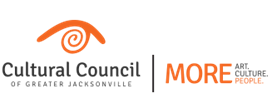 Cultural Council
OF GREATER JACKSONVILLE
MORE
ART.
CULTURE.
PEOPLE.